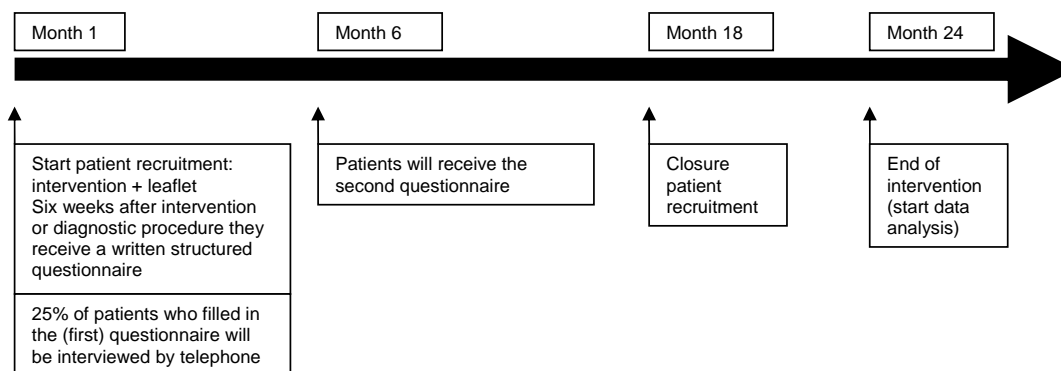 Month 1
Month 6
Month 18
Month 24
Start patient recruitment:
intervention + leaflet
Six weeks after intervention
or diagnostic procedure they
receive a written structured
questionnaire
25% of patients who filled in
the (first) questionnaire will
be interviewed by telephone
Patients will receive the
second questionnaire
Closure
patient
recruitment
End of
intervention
(start data
analysis)